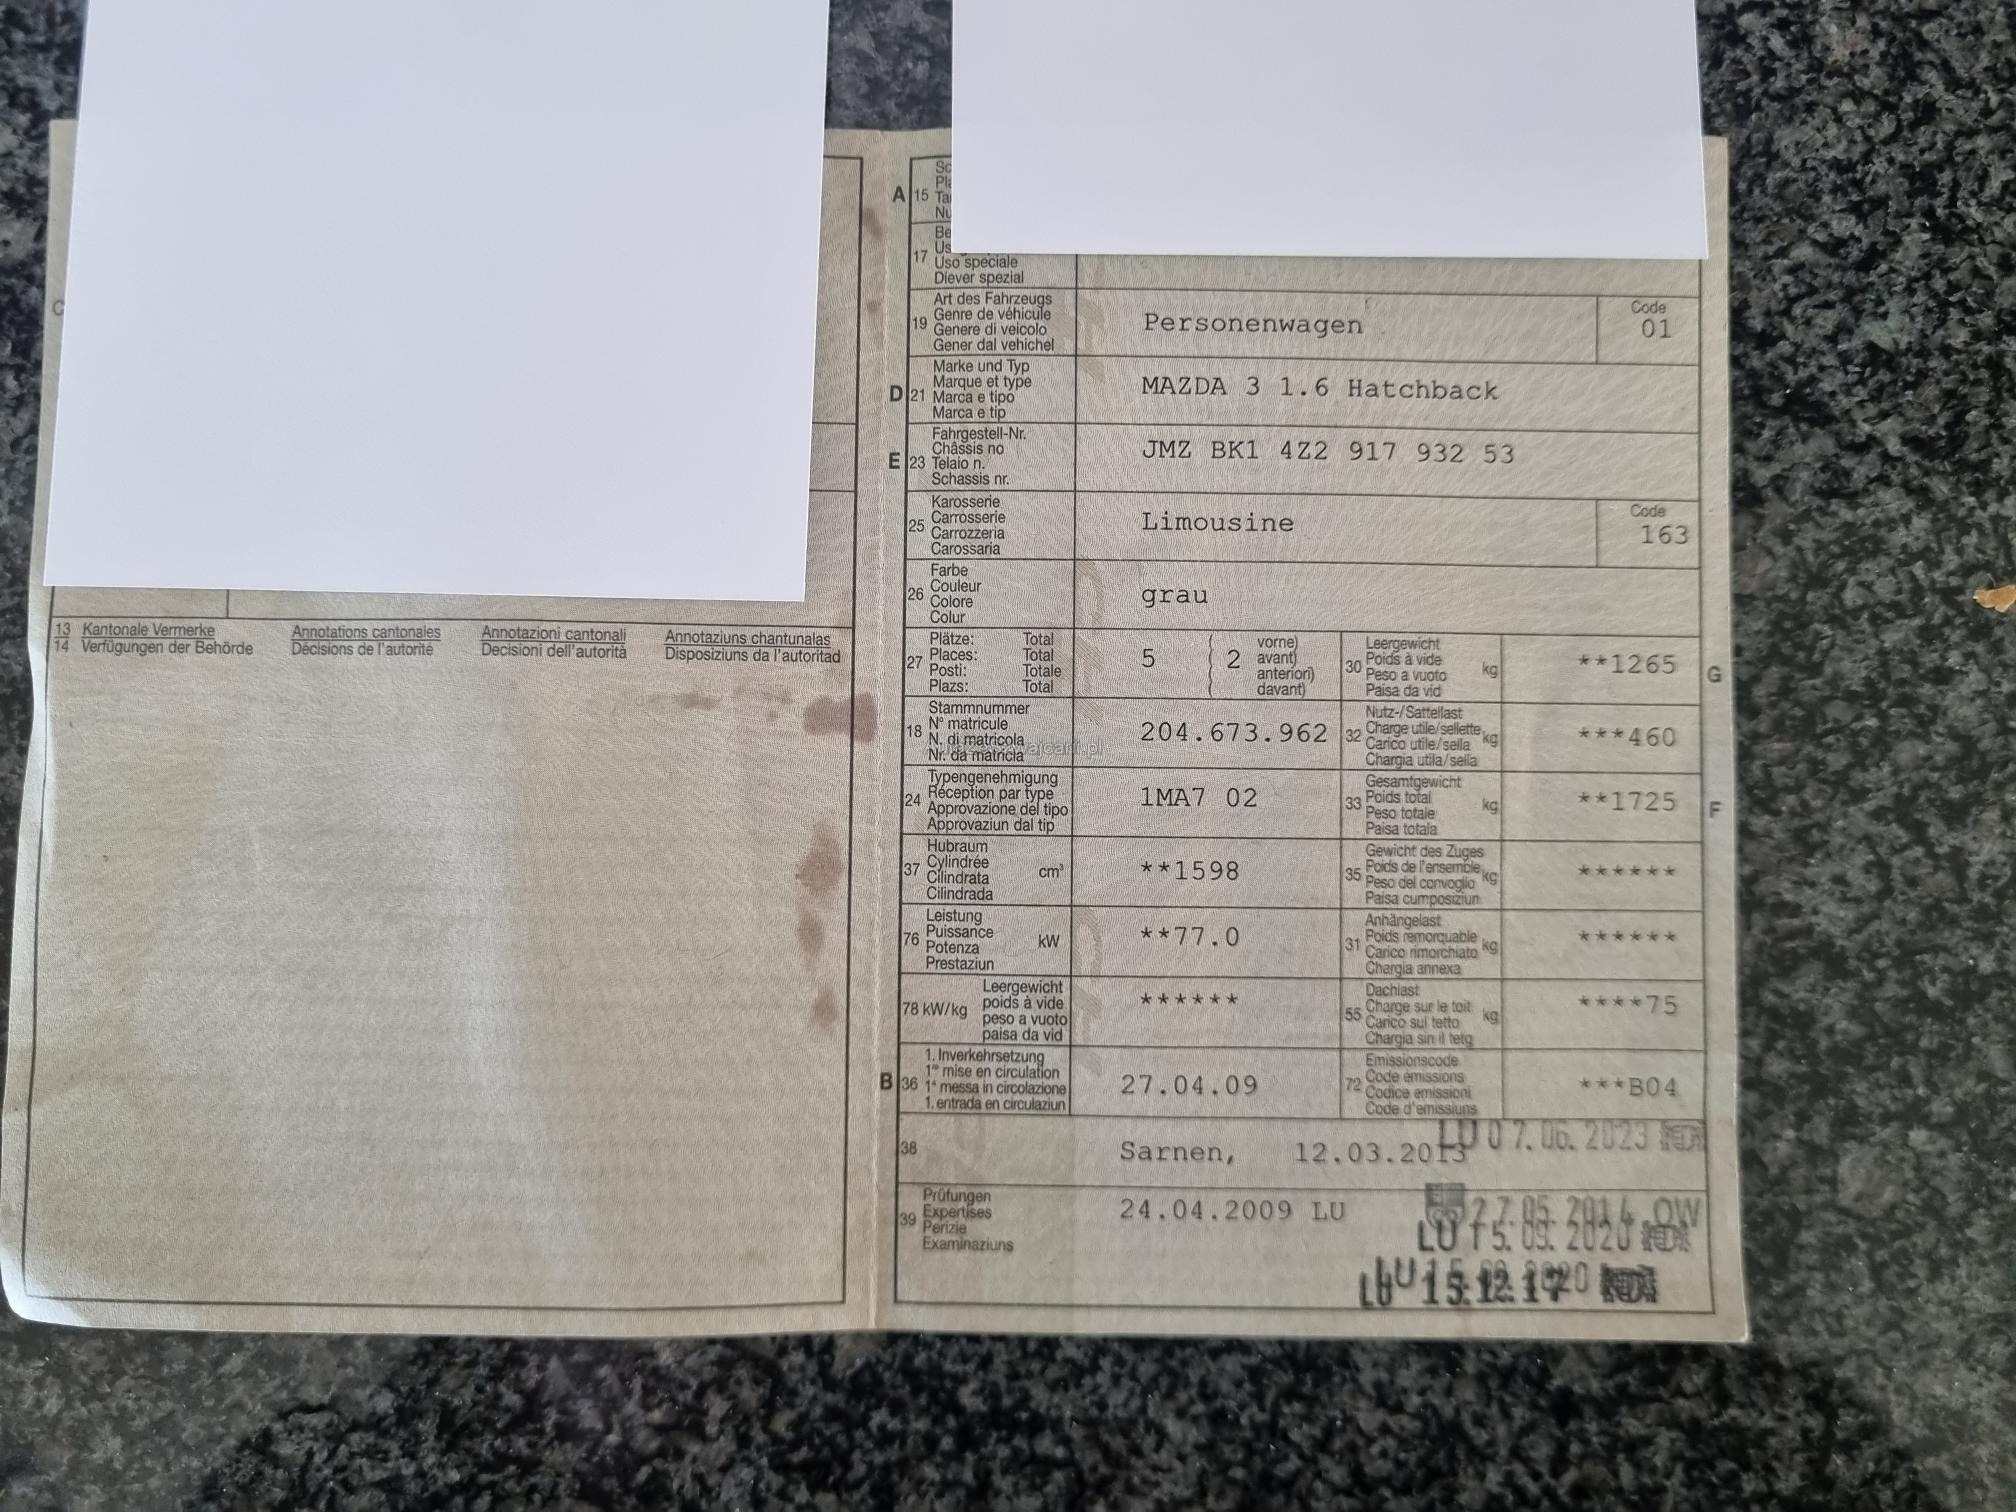 C
13 Kantonale Vermerke Annotations cantonales Annotazioni cantonali Annotaziuns chantunalas
14 Verfügungen der Behörde Décisions de l'autorité Decisioni dell'autorità Disposiziuns da l'autoritad
A 15
17
Uso speciale
Diever spezial
19 Art des Fahrzeugs
Genre de véhicule
Genere di veicolo
Gener dal vehichel
Personenwagen
Code
01
D 21 Marke und Typ
Marque et type
Marca e tipo
Marca e tip
MAZDA 3 1.6 Hatchback
E 23 Fahrgestell-Nr.
Châssis no
Telaio n.
Schassis nr.
JMZ BK1 4Z2 917 932 53
25 Karosserie
Carrosserie
Carrozzeria
Carossaria
Limousine
Code
163
26 Farbe
Couleur
Colore
Colur
grau
27 Plätze: Total
Places: Total
Posti: Totale
Plazs: Total
5 ( 2 vorne)
avant)
anteriori)
davant)
30 Leergewicht
Poids à vide
Peso a vuoto
Paisa da vid
kg
**1265
G
18 Stammnummer
N° matricule
N. di matricola
Nr. da matricla
204.673.962
32 Nutz-/Sattellast
Charge utile/sellette
Carico utile/sella
Chargia utila/sella
kg
***460
24 Typengenehmigung
Réception par type
Approvazione del tipo
Approvaziun dal tip
1MA7 02
33 Gesamtgewicht
Poids total
Peso totale
Paisa totala
kg
**1725
F
37 Hubraum
Cylindrée
Cilindrata
Cilindrada
cm³
**1598
35 Gewicht des Zuges
Poids de l'ensemble
Peso del convoglio
Paisa cumposiziun
kg
******
76 Leistung
Puissance
Potenza
Prestaziun
kW
**77.0
31 Anhängelast
Poids remorquable
Carico rimorchiato
Chargia annexa
kg
******
78 kW/kg Leergewicht
poids à vide
peso a vuoto
paisa da vid
******
55 Dachlast
Charge sur le toit
Carico sul tetto
Chargia sin il tetg
kg
****75
B 36 1. Inverkehrsetzung
1re mise en circulation
1a messa in circolazione
1. entrada en circulaziun
27.04.09
72 Emissionscode
Code émissions
Codice emissioni
Code d'emissiuns
***B04
38 Sarnen, 12.03.2013
LU 07.06.2023
39 Prüfungen
Expertises
Perizie
Examinaziuns
24.04.2009 LU
27.05.2014 OW
LU 15.09.2020
LU 15.12.17